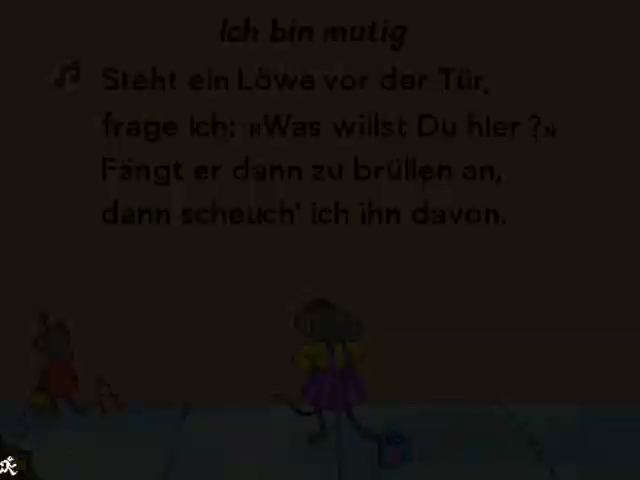 Ich bin mutig
Steht ein Löwe vor der Tür,
frage ich: »Was willst Du hier ?»
Fängt er dann zu brüllen an,
dann scheuch' ich ihn davon.